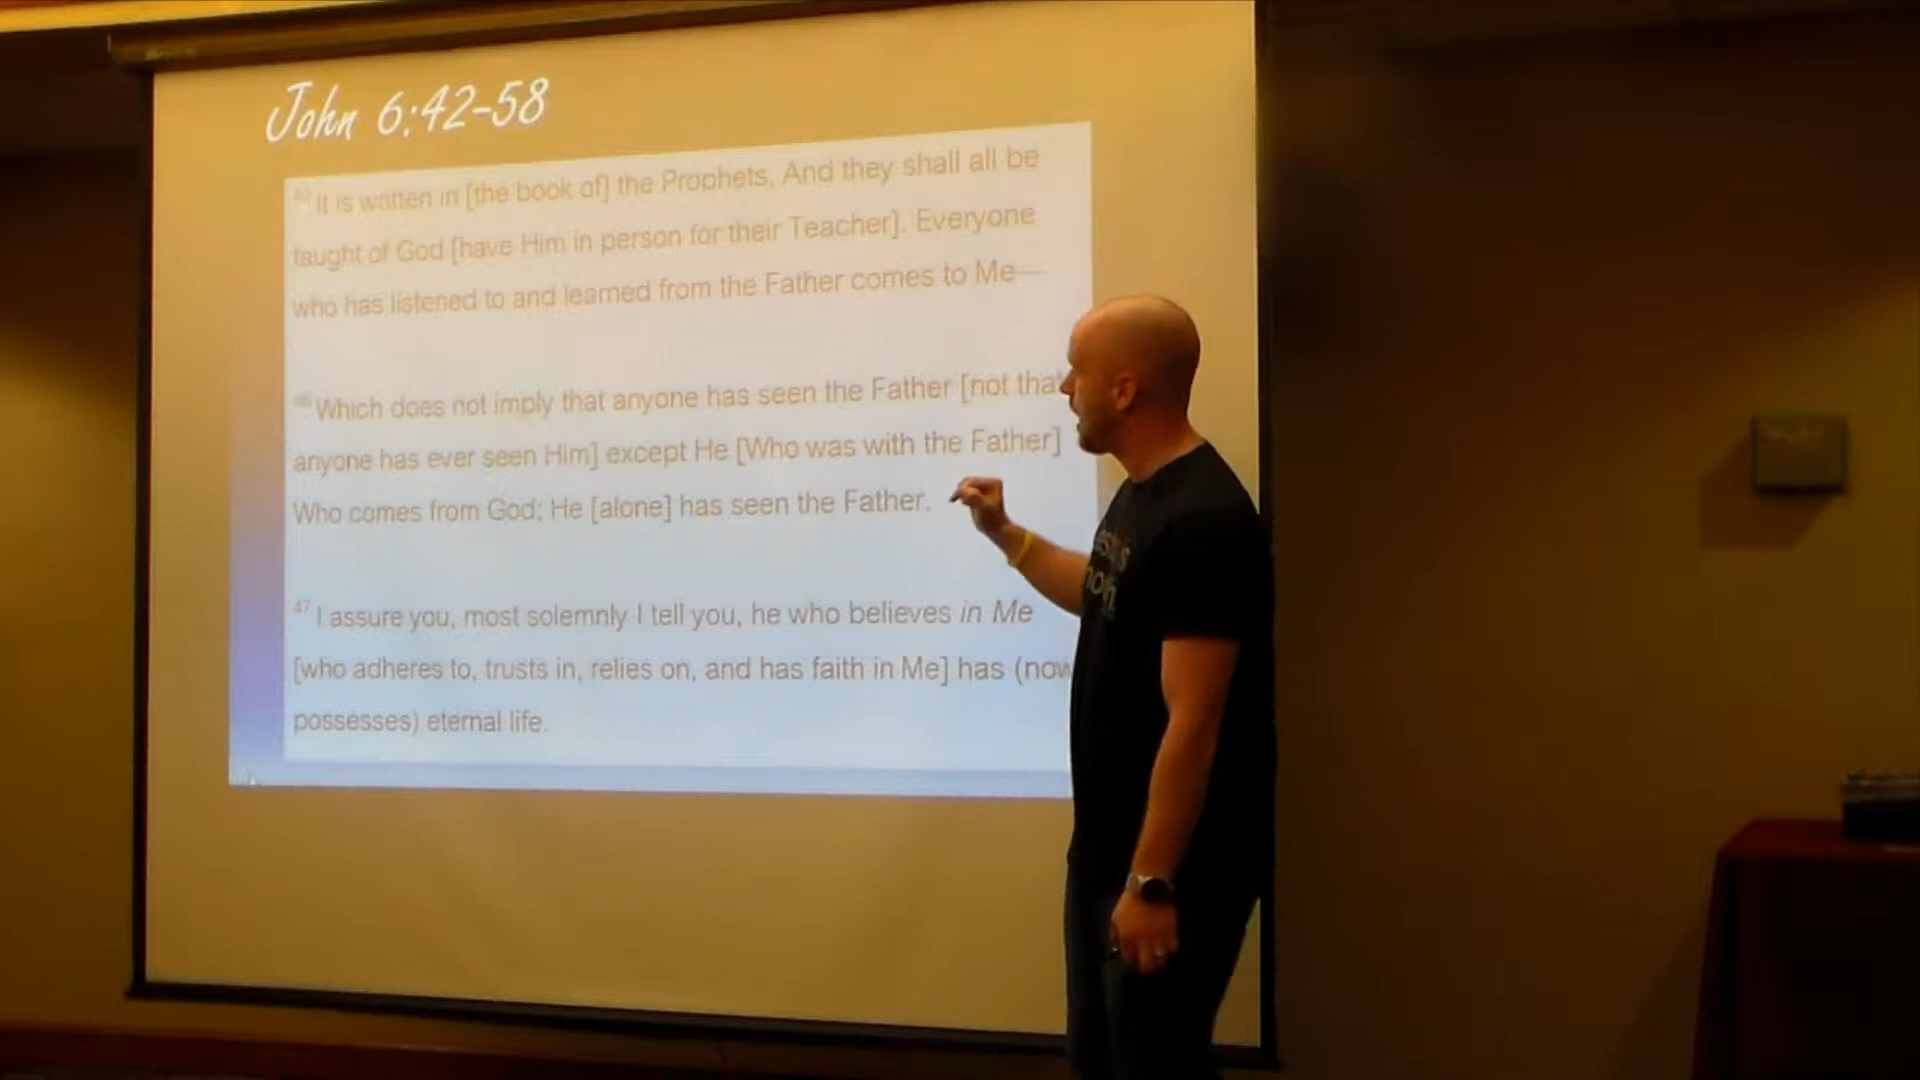 John 6:42-58
It is written in [the book of] the Prophets, And they shall all be
taught of God [have Him in person for their Teacher]. Everyone
who has listened to and learned from the Father comes to Me—
46 Which does not imply that anyone has seen the Father [not that
anyone has ever seen Him] except He [Who was with the Father]
Who comes from God; He [alone] has seen the Father.
47 I assure you, most solemnly I tell you, he who believes in Me
[who adheres to, trusts in, relies on, and has faith in Me] has (now
possesses) eternal life.